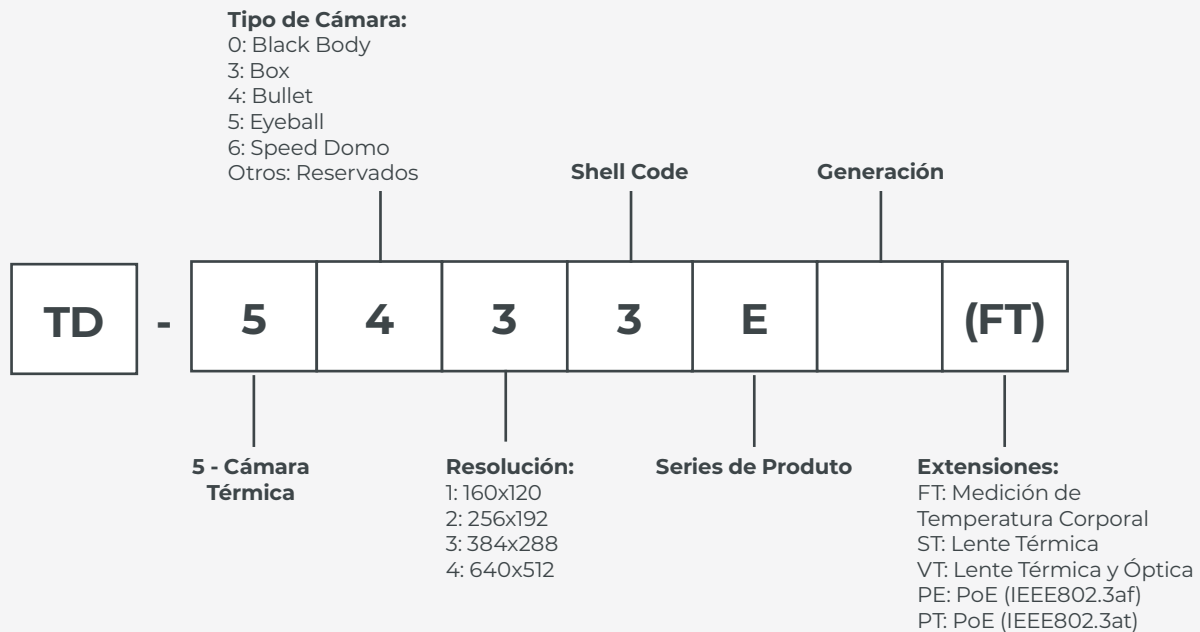 Tipo de Cámara:
0: Black Body
3: Box
4: Bullet
5: Eyeball
6: Speed Domo
Otros: Reservados
Shell Code
Generación
TD - 5 4 3 3 E (FT)
5 - Cámara
Térmica
Resolución:
1: 160x120
2: 256x192
3: 384x288
4: 640x512
Series de Produto
Extensiones:
FT: Medición de
Temperatura Corporal
ST: Lente Térmica
VT: Lente Térmica y Óptica
PE: PoE (IEEE802.3af)
PT: PoE (IEEE802.3at)